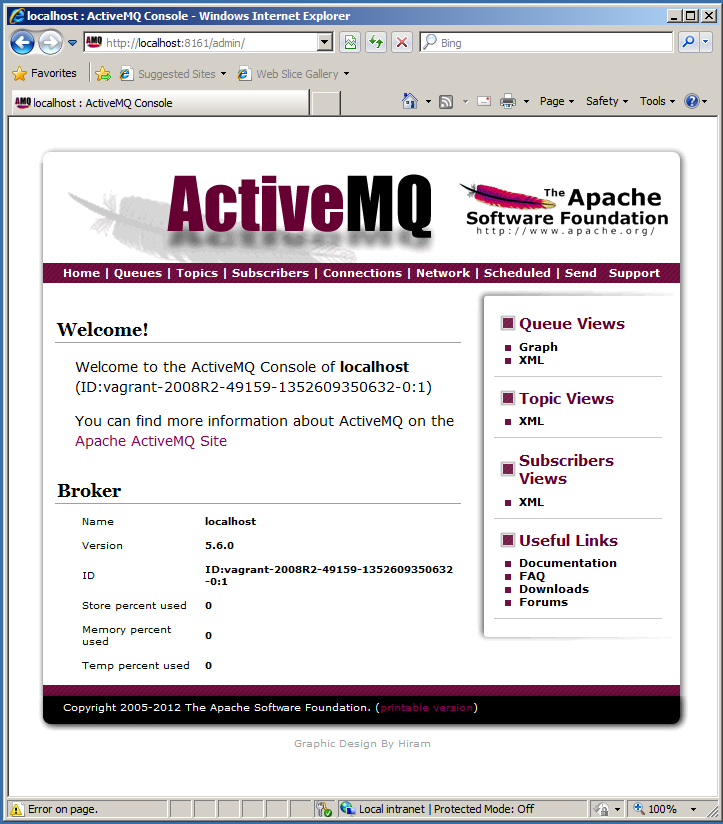 localhost : ActiveMQ Console - Windows Internet Explorer
AMQ http://localhost:8161/admin/ Bing
Favorites Suggested Sites Web Slice Gallery
AMQ localhost : ActiveMQ Console Page Safety Tools
ActiveMQ
The Apache
Software Foundation
http://www.apache.org/
Home | Queues | Topics | Subscribers | Connections | Network | Scheduled | Send Support
Welcome!
Welcome to the ActiveMQ Console of localhost
(ID:vagrant-2008R2-49159-1352609350632-0:1)
You can find more information about ActiveMQ on the
Apache ActiveMQ Site
Broker
Name localhost
Version 5.6.0
ID ID:vagrant-2008R2-49159-1352609350632
-0:1
Store percent used 0
Memory percent
used 0
Temp percent used 0
Queue Views
Graph
XML
Topic Views
XML
Subscribers
Views
XML
Useful Links
Documentation
FAQ
Downloads
Forums
Copyright 2005-2012 The Apache Software Foundation. (printable version)
Graphic Design By Hiram
Error on page. Local intranet | Protected Mode: Off 100%